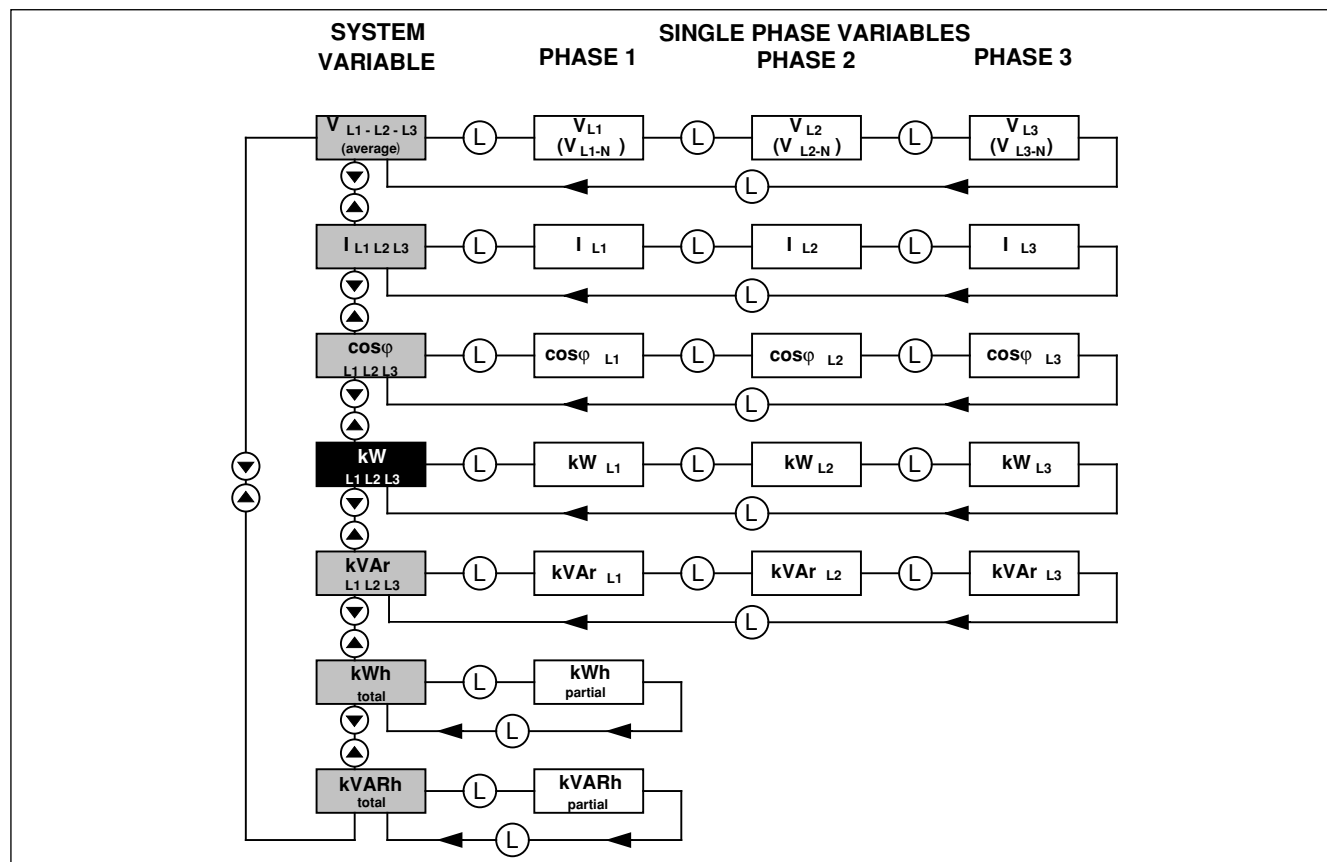 SYSTEM VARIABLE
SINGLE PHASE VARIABLES
PHASE 1 PHASE 2 PHASE 3
V L1 - L2 - L3 L V L1 L V L2 L V L3
(average) (V L1-N ) (V L2-N ) (V L3-N)
L
I L1 L2 L3 L I L1 L I L2 L I L3
L
cosφ L cosφ L1 L cosφ L2 L cosφ L3
L1 L2 L3
L
kW L kW L1 L kW L2 L kW L3
L1 L2 L3
L
kVAr L kVAr L1 L kVAr L2 L kVAr L3
L1 L2 L3
L
kWh L kWh
total partial
L
kVARh L kVARh
total partial
L